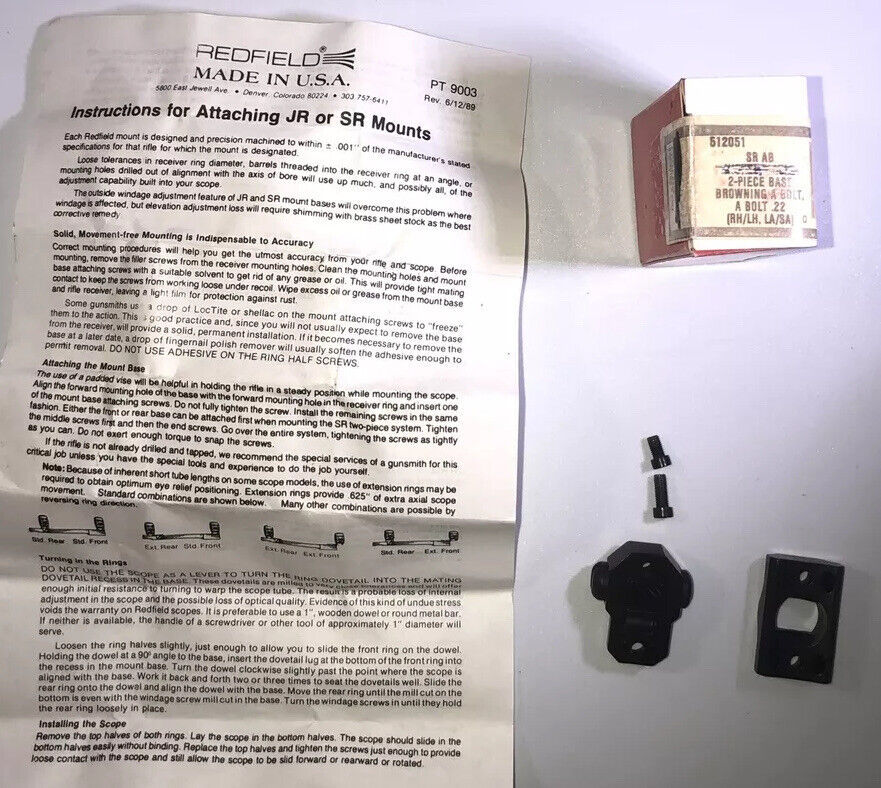 REDFIELD®
MADE IN U.S.A.
5800 East Jewell Ave. • Denver, Colorado 80224 • 303 757-6411
PT 9003
Rev. 6/12/89
Instructions for Attaching JR or SR Mounts
Each Redfield mount is designed and precision machined to within ± .001" of the manufacturer's stated
specifications for that rifle for which the mount is designated.
Loose tolerances in receiver ring diameter, barrels threaded into the receiver ring at an angle, or
mounting holes drilled out of alignment with the axis of bore will use up much, and possibly all, of the
adjustment capability built into your scope.
The outside windage adjustment feature of JR and SR mount bases will overcome this problem where
windage is affected, but elevation adjustment loss will require shimming with brass sheet stock as the best
corrective remedy.
Solid, Movement-free Mounting is Indispensable to Accuracy
Correct mounting procedures will help you get the utmost accuracy from your rifle and scope. Before
mounting, remove the filler screws from the receiver mounting holes. Clean the mounting holes and mount
base attaching screws with a suitable solvent to get rid of any grease or oil. This will provide tight mating
contact to keep the screws from working loose under recoil. Wipe excess oil or grease from the mount base
and rifle receiver, leaving a light film for protection against rust.
Some gunsmiths us a drop of LocTite or shellac on the mount attaching screws to "freeze"
them to the action. This good practice and, since you will not usually expect to remove the base
from the receiver, will provide a solid, permanent installation. If it becomes necessary to remove the
base at a later date, a drop of fingernail polish remover will usually soften the adhesive enough to
permit removal. DO NOT USE ADHESIVE ON THE RING HALF SCREWS.
Attaching the Mount Base
The use of a padded vise will be helpful in holding the rifle in a steady position while mounting the scope.
Align the forward mounting hole of the base with the forward mounting hole in the receiver ring and insert one
of the mount base attaching screws. Do not fully tighten the screw. Install the remaining screws in the same
fashion. Either the front or rear base can be attached first when mounting the SR two-piece system. Tighten
the middle screws first and then the end screws. Go over the entire system, tightening the screws as tightly
as you can. Do not exert enough torque to snap the screws.
If the rifle is not already drilled and tapped, we recommend the special services of a gunsmith for this
critical job unless you have the special tools and experience to do the job yourself.
Note: Because of inherent short tube lengths on some scope models, the use of extension rings may be
required to obtain optimum eye relief positioning. Extension rings provide .625" of extra axial scope
movement. Standard combinations are shown below. Many other combinations are possible by
reversing ring direction.
Std. Rear Std. Front
Ext. Rear Std. Front
Ext. Rear Ext. Front
Std. Rear Ext. Front
Turning in the Rings
DO NOT USE THE SCOPE AS A LEVER TO TURN THE RING DOVETAIL INTO THE MATING
DOVETAIL RECESS IN THE BASE. These dovetails are milled to very close tolerances and will offer
enough initial resistance to turning to warp the scope tube. The result is a probable loss of internal
adjustment in the scope and the possible loss of optical quality. Evidence of this kind of undue stress
voids the warranty on Redfield scopes. It is preferable to use a 1", wooden dowel or round metal bar.
If neither is available, the handle of a screwdriver or other tool of approximately 1" diameter will
serve.
Loosen the ring halves slightly, just enough to allow you to slide the front ring on the dowel.
Holding the dowel at a 90° angle to the base, insert the dovetail lug at the bottom of the front ring into
the recess in the mount base. Turn the dowel clockwise slightly past the point where the scope is
aligned with the base. Work it back and forth two or three times to seat the dovetails well. Slide the
rear ring onto the dowel and align the dowel with the base. Move the rear ring until the mill cut on the
bottom is even with the windage screw mill cut in the base. Turn the windage screws in until they hold
the rear ring loosely in place.
Installing the Scope
Remove the top halves of both rings. Lay the scope in the bottom halves. The scope should slide in the
bottom halves easily without binding. Replace the top halves and tighten the screws just enough to provide
loose contact with the scope and still allow the scope to be slid forward or rearward or rotated.
512051
SR AB
2-PIECE BASE
BROWNING A BOLT,
A BOLT .22
(RH/LH, LA/SA) 0